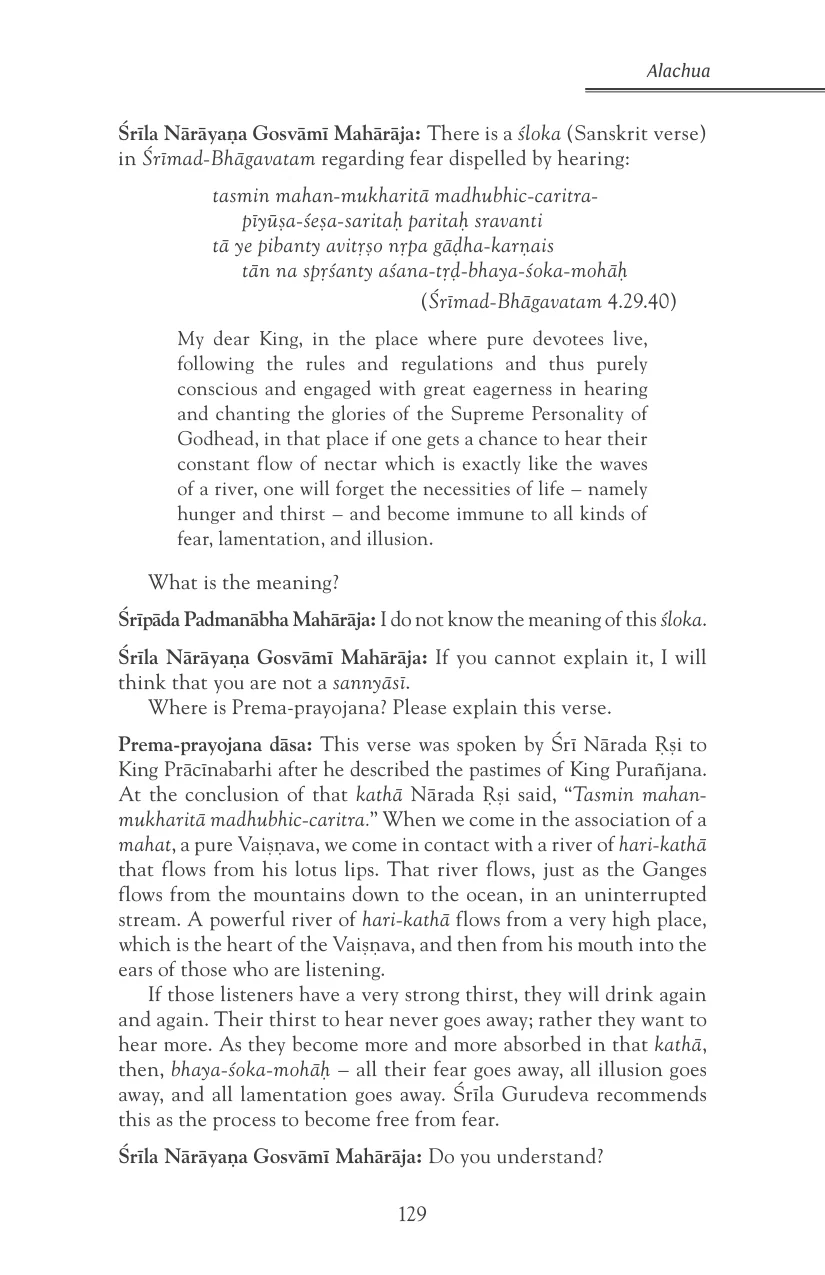 Alachua
Śrīla Nārāyaṇa Gosvāmī Mahārāja: There is a śloka (Sanskrit verse)
in Śrīmad-Bhāgavatam regarding fear dispelled by hearing:
tasmin mahan-mukharitā madhubhic-caritra-
pīyūṣa-śeṣa-saritaḥ paritaḥ sravanti
tā ye pibanty avitṛṣo nṛpa gāḍha-karṇais
tān na spṛśanty aśana-tṛḍ-bhaya-śoka-mohāḥ
(Śrīmad-Bhāgavatam 4.29.40)
My dear King, in the place where pure devotees live,
following the rules and regulations and thus purely
conscious and engaged with great eagerness in hearing
and chanting the glories of the Supreme Personality of
Godhead, in that place if one gets a chance to hear their
constant flow of nectar which is exactly like the waves
of a river, one will forget the necessities of life – namely
hunger and thirst – and become immune to all kinds of
fear, lamentation, and illusion.
What is the meaning?
Śrīpāda Padmanābha Mahārāja: I do not know the meaning of this śloka.
Śrīla Nārāyaṇa Gosvāmī Mahārāja: If you cannot explain it, I will
think that you are not a sannyāsī.
Where is Prema-prayojana? Please explain this verse.
Prema-prayojana dāsa: This verse was spoken by Śrī Nārada Ṛṣi to
King Prācīnabarhi after he described the pastimes of King Purañjana.
At the conclusion of that kathā Nārada Ṛṣi said, “Tasmin mahan-
mukharitā madhubhic-caritra.” When we come in the association of a
mahat, a pure Vaiṣṇava, we come in contact with a river of hari-kathā
that flows from his lotus lips. That river flows, just as the Ganges
flows from the mountains down to the ocean, in an uninterrupted
stream. A powerful river of hari-kathā flows from a very high place,
which is the heart of the Vaiṣṇava, and then from his mouth into the
ears of those who are listening.
If those listeners have a very strong thirst, they will drink again
and again. Their thirst to hear never goes away; rather they want to
hear more. As they become more and more absorbed in that kathā,
then, bhaya-śoka-mohāḥ – all their fear goes away, all illusion goes
away, and all lamentation goes away. Śrīla Gurudeva recommends
this as the process to become free from fear.
Śrīla Nārāyaṇa Gosvāmī Mahārāja: Do you understand?
129